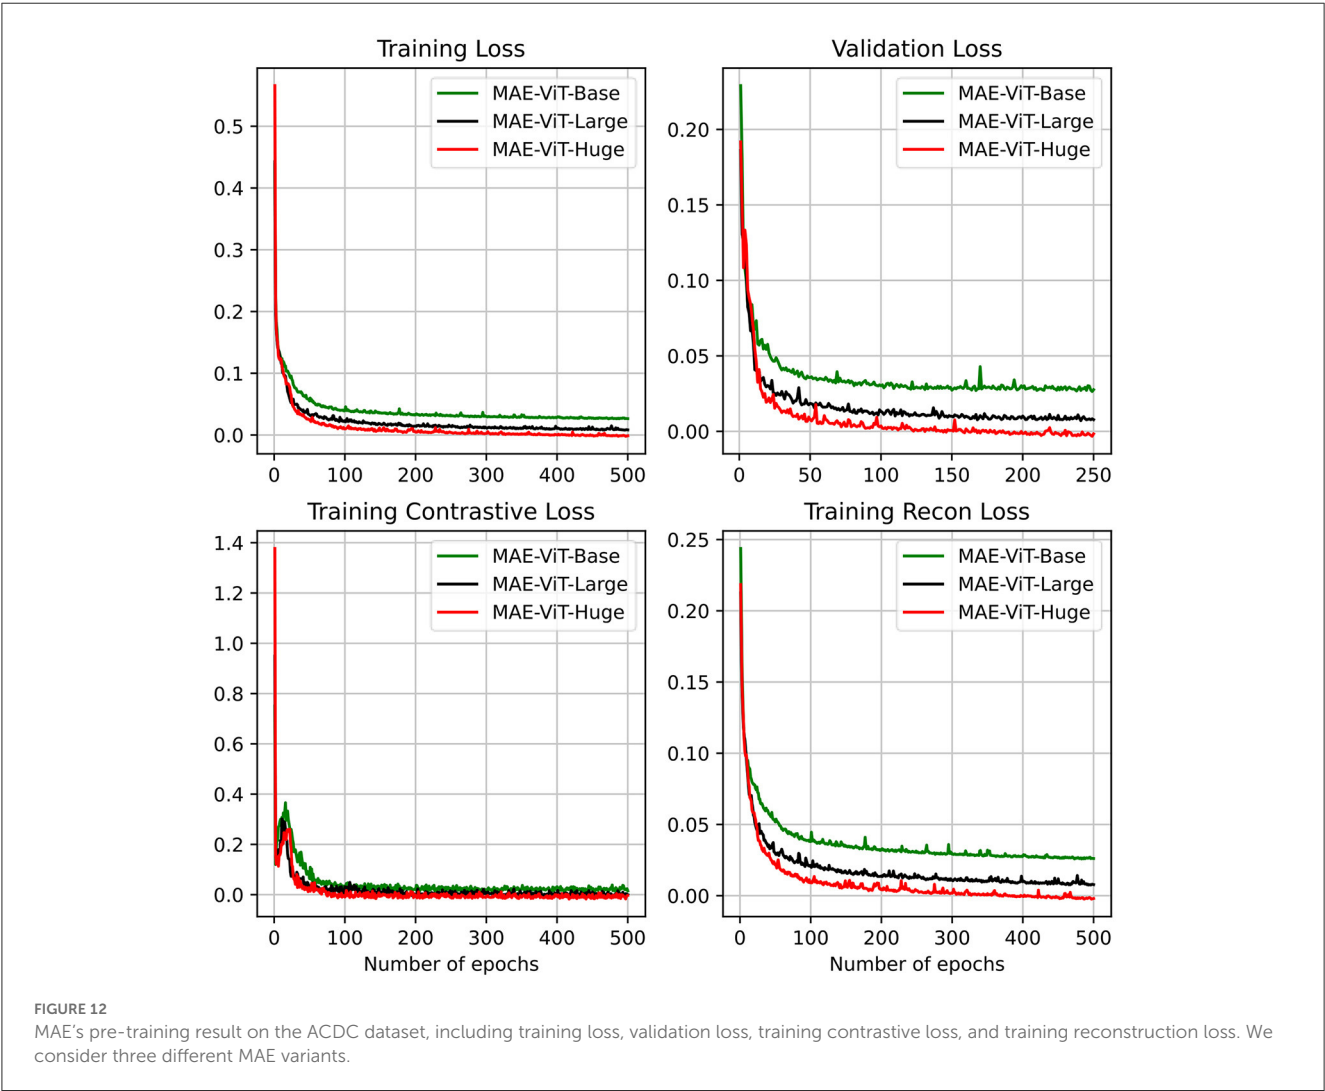 Training Loss
MAE-ViT-Base
MAE-ViT-Large
MAE-ViT-Huge
0.5
0.4
0.3
0.2
0.1
0.0
0 100 200 300 400 500
Validation Loss
MAE-ViT-Base
MAE-ViT-Large
MAE-ViT-Huge
0.20
0.15
0.10
0.05
0.00
0 50 100 150 200 250
Training Contrastive Loss
MAE-ViT-Base
MAE-ViT-Large
MAE-ViT-Huge
1.4
1.2
1.0
0.8
0.6
0.4
0.2
0.0
0 100 200 300 400 500
Number of epochs
Training Recon Loss
MAE-ViT-Base
MAE-ViT-Large
MAE-ViT-Huge
0.25
0.20
0.15
0.10
0.05
0.00
0 100 200 300 400 500
Number of epochs
FIGURE 12
MAE's pre-training result on the ACDC dataset, including training loss, validation loss, training contrastive loss, and training reconstruction loss. We
consider three different MAE variants.